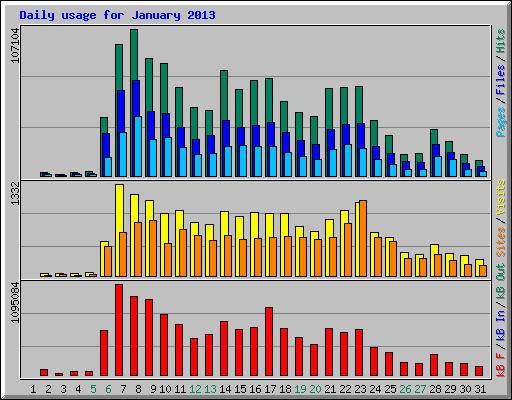 Daily usage for January 2013
107104
Pages / Files / Hits
1332
Sites / Visits
1095084
kB F / kB In / kB Out
1 2 3 4 5 6 7 8 9 10 11 12 13 14 15 16 17 18 19 20 21 22 23 24 25 26 27 28 29 30 31